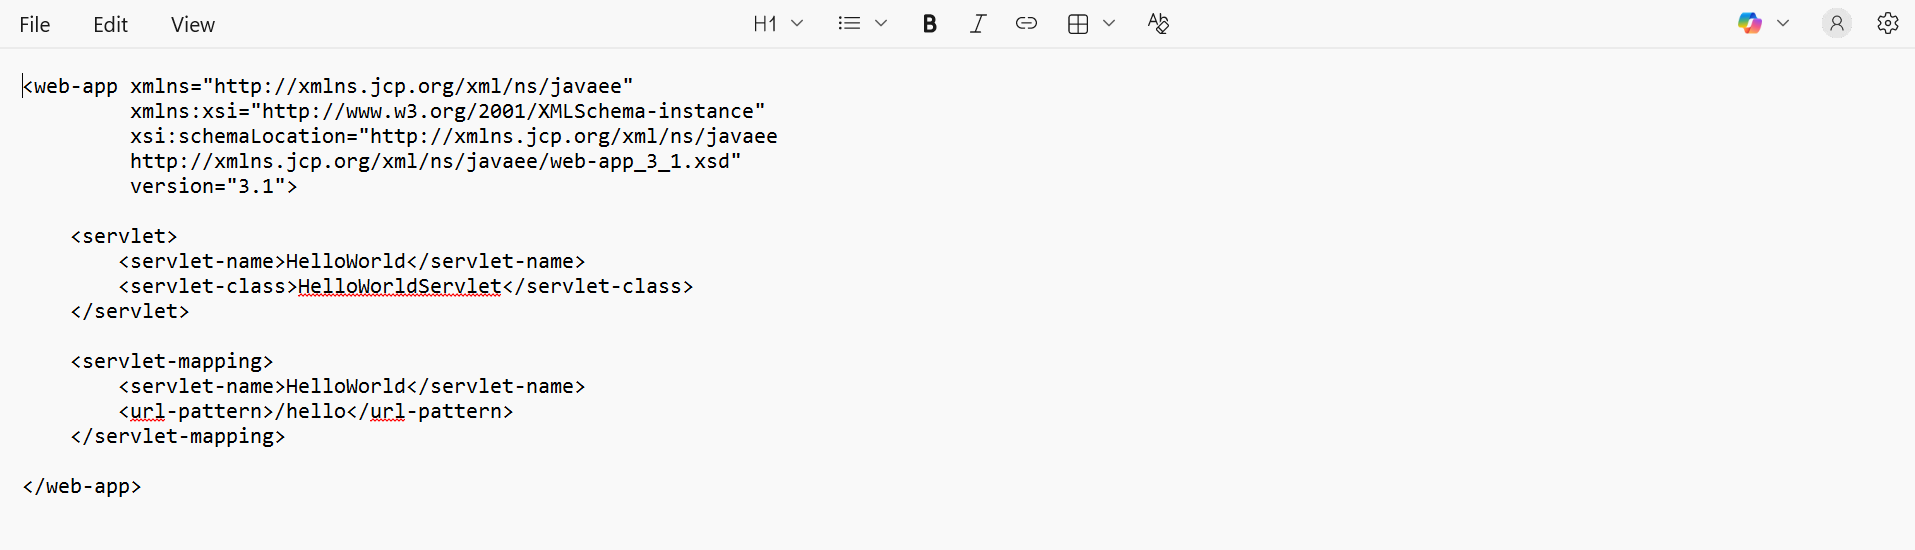 File Edit View H1 B I
<web-app xmlns="http://xmlns.jcp.org/xml/ns/javaee"
         xmlns:xsi="http://www.w3.org/2001/XMLSchema-instance"
         xsi:schemaLocation="http://xmlns.jcp.org/xml/ns/javaee
         http://xmlns.jcp.org/xml/ns/javaee/web-app_3_1.xsd"
         version="3.1">

    <servlet>
        <servlet-name>HelloWorld</servlet-name>
        <servlet-class>HelloWorldServlet</servlet-class>
    </servlet>

    <servlet-mapping>
        <servlet-name>HelloWorld</servlet-name>
        <url-pattern>/hello</url-pattern>
    </servlet-mapping>

</web-app>